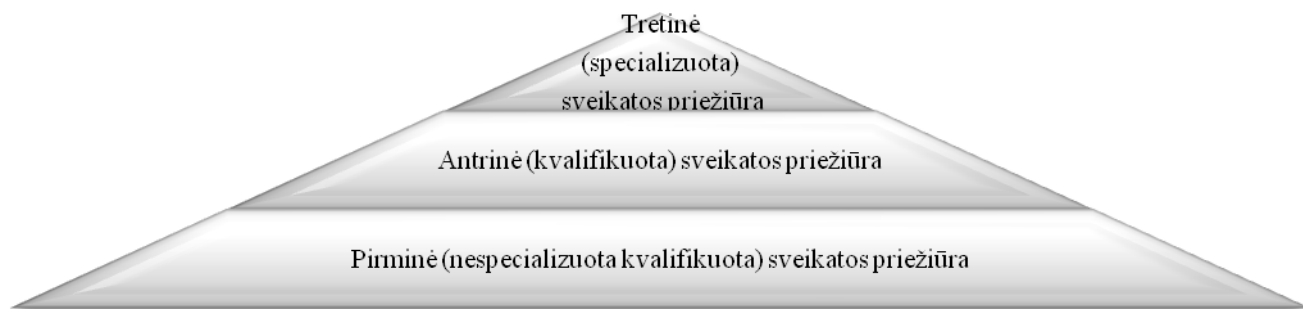 Tretinė
(specializuota)
sveikatos priežiūra
Antrinė (kvalifikuota) sveikatos priežiūra
Pirminė (nespecializuota kvalifikuota) sveikatos priežiūra